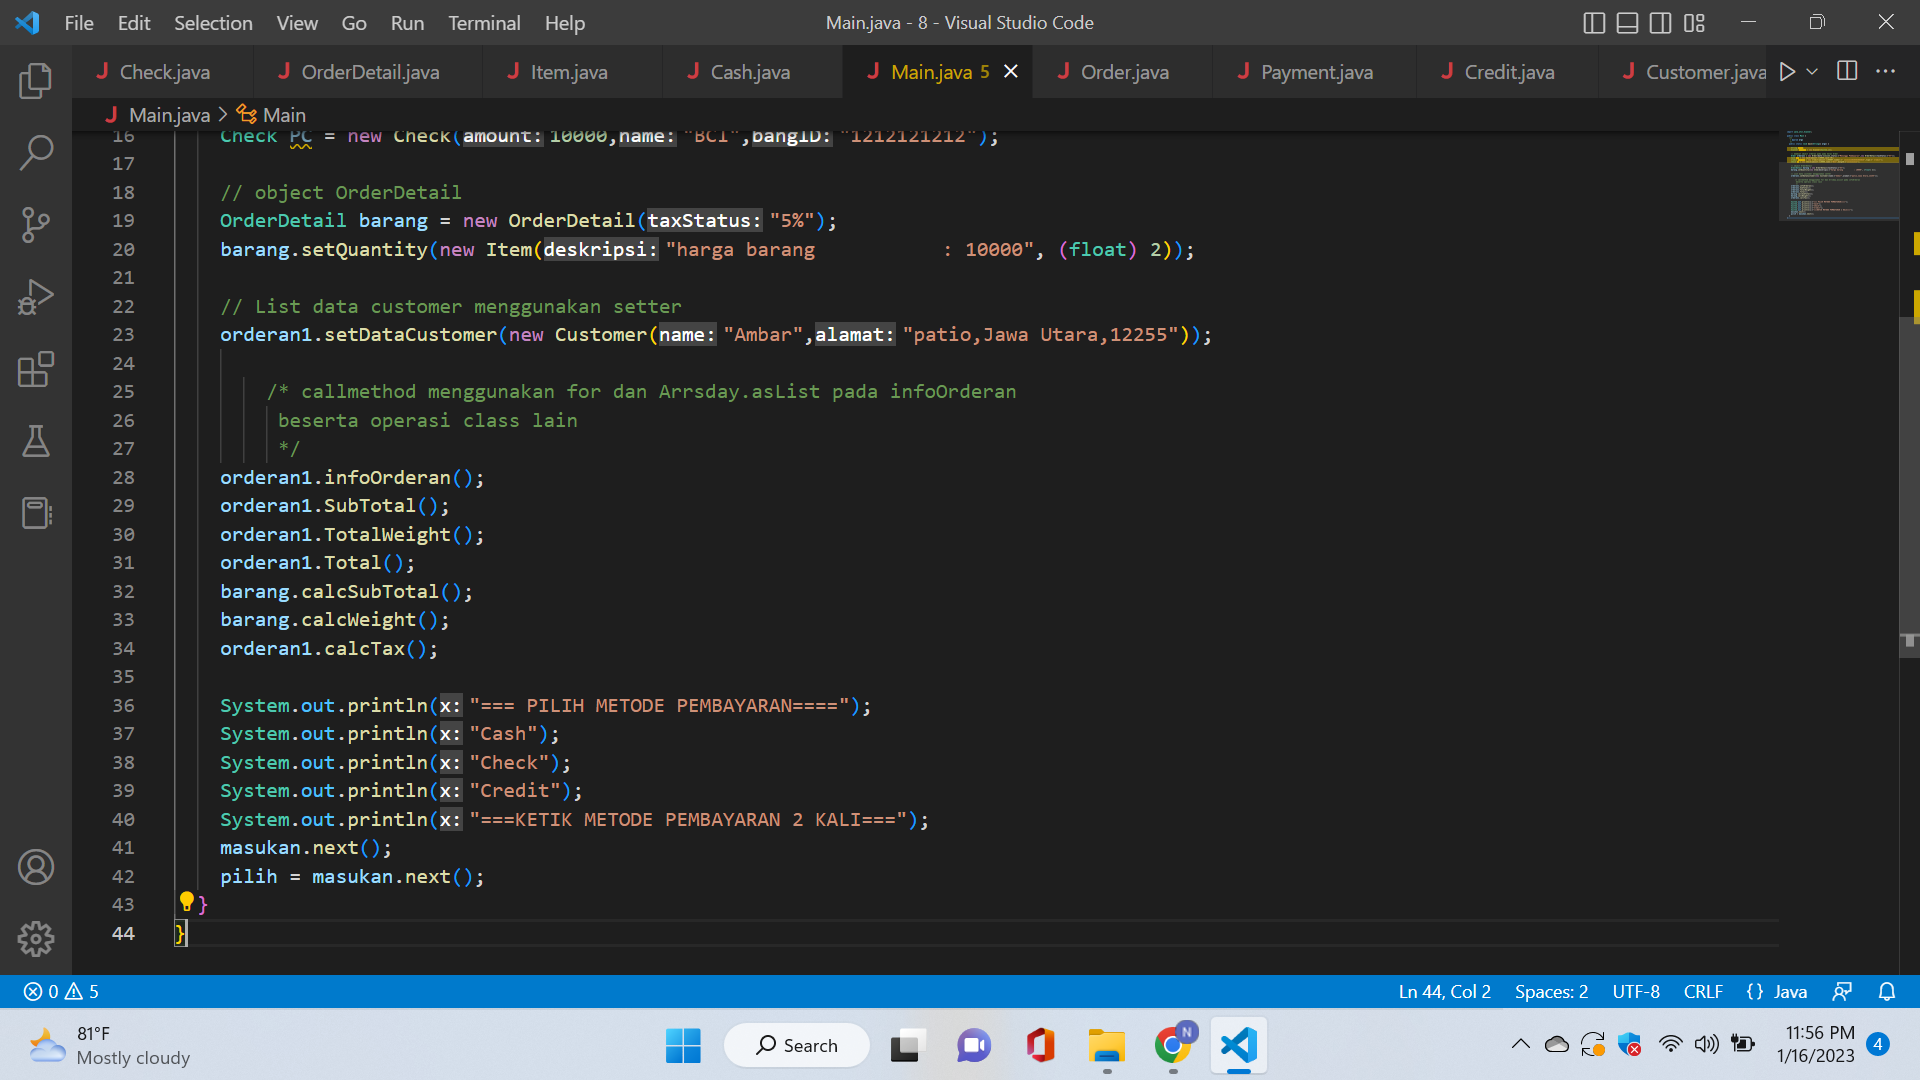 File Edit Selection View Go Run Terminal Help Main.java - 8 - Visual Studio Code
Check.java OrderDetail.java Item.java Cash.java Main.java 5 Order.java Payment.java Credit.java Customer.java
Main.java > Main
16 Check PC = new Check(amount:10000,name:"BCI",bangID:"1212121212");
17
18 // object OrderDetail
19 OrderDetail barang = new OrderDetail(taxStatus:"5%");
20 barang.setQuantity(new Item(deskripsi:"harga barang           : 10000", (float) 2));
21
22 // List data customer menggunakan setter
23 orderan1.setDataCustomer(new Customer(name:"Ambar",alamat:"patio,Jawa Utara,12255"));
24
25 /* callmethod menggunakan for dan Arrsday.asList pada infoOrderan
26 beserta operasi class lain
27 */
28 orderan1.infoOrderan();
29 orderan1.SubTotal();
30 orderan1.TotalWeight();
31 orderan1.Total();
32 barang.calcSubTotal();
33 barang.calcWeight();
34 orderan1.calcTax();
35
36 System.out.println(x:"=== PILIH METODE PEMBAYARAN====");
37 System.out.println(x:"Cash");
38 System.out.println(x:"Check");
39 System.out.println(x:"Credit");
40 System.out.println(x:"===KETIK METODE PEMBAYARAN 2 KALI===");
41 masukan.next();
42 pilih = masukan.next();
43 }
44 }
0 5 Ln 44, Col 2 Spaces: 2 UTF-8 CRLF {} Java
81°F
Mostly cloudy
Search
N
11:56 PM
1/16/2023
4